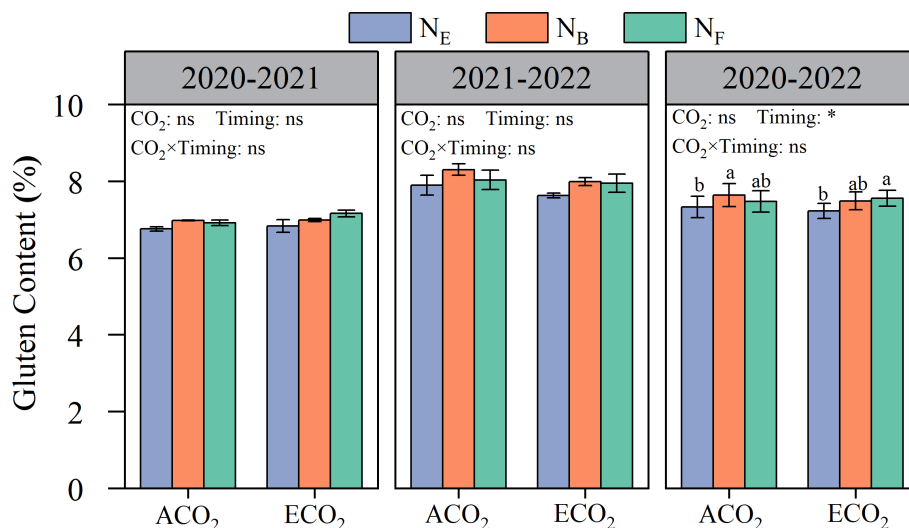 N_E N_B N_F
2020-2021 2021-2022 2020-2022
CO₂: ns Timing: ns
CO₂×Timing: ns
CO₂: ns Timing: ns
CO₂×Timing: ns
CO₂: ns Timing: *
CO₂×Timing: ns
b a ab b ab a
Gluten Content (%)
10
8
6
4
2
0
ACO₂ ECO₂ ACO₂ ECO₂ ACO₂ ECO₂